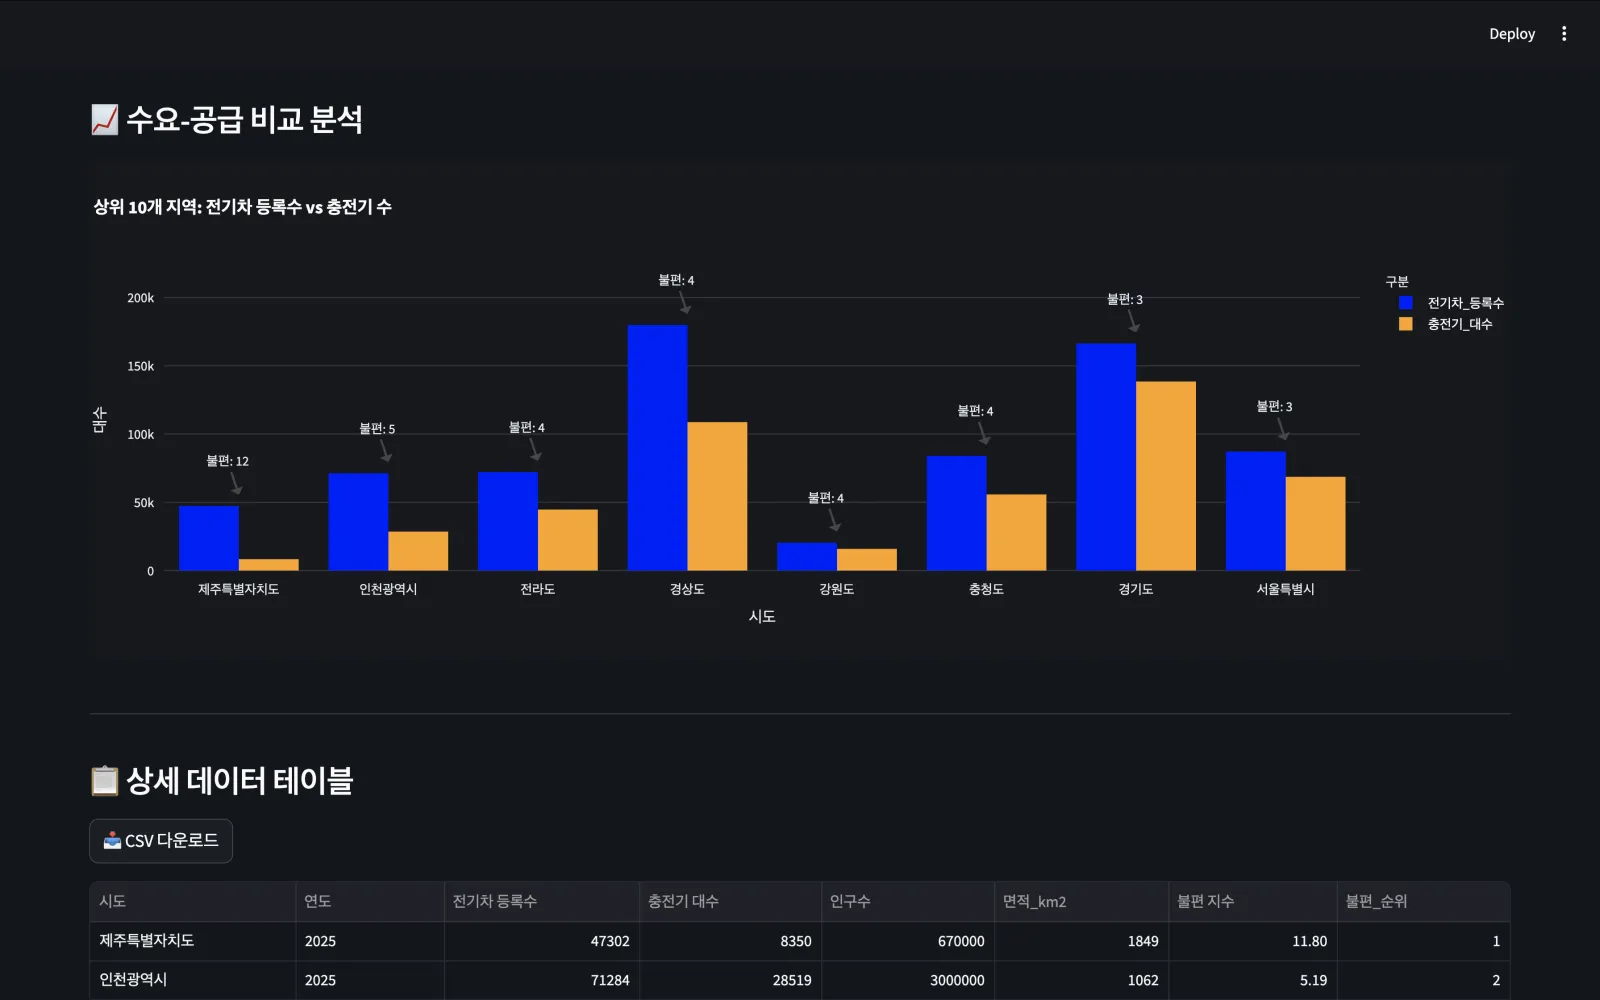 Deploy
📈 수요-공급 비교 분석
상위 10개 지역: 전기차 등록수 vs 충전기 수
구분
전기차_등록수
충전기_대수
대수
200k
150k
100k
50k
0
불편: 12
불편: 5
불편: 4
불편: 4
불편: 4
불편: 4
불편: 3
불편: 3
제주특별자치도 인천광역시 전라도 경상도 강원도 충청도 경기도 서울특별시
시도
📋 상세 데이터 테이블
📥 CSV 다운로드
시도 연도 전기차 등록수 충전기 대수 인구수 면적_km2 불편 지수 불편_순위
제주특별자치도 2025 47302 8350 670000 1849 11.80 1
인천광역시 2025 71284 28519 3000000 1062 5.19 2